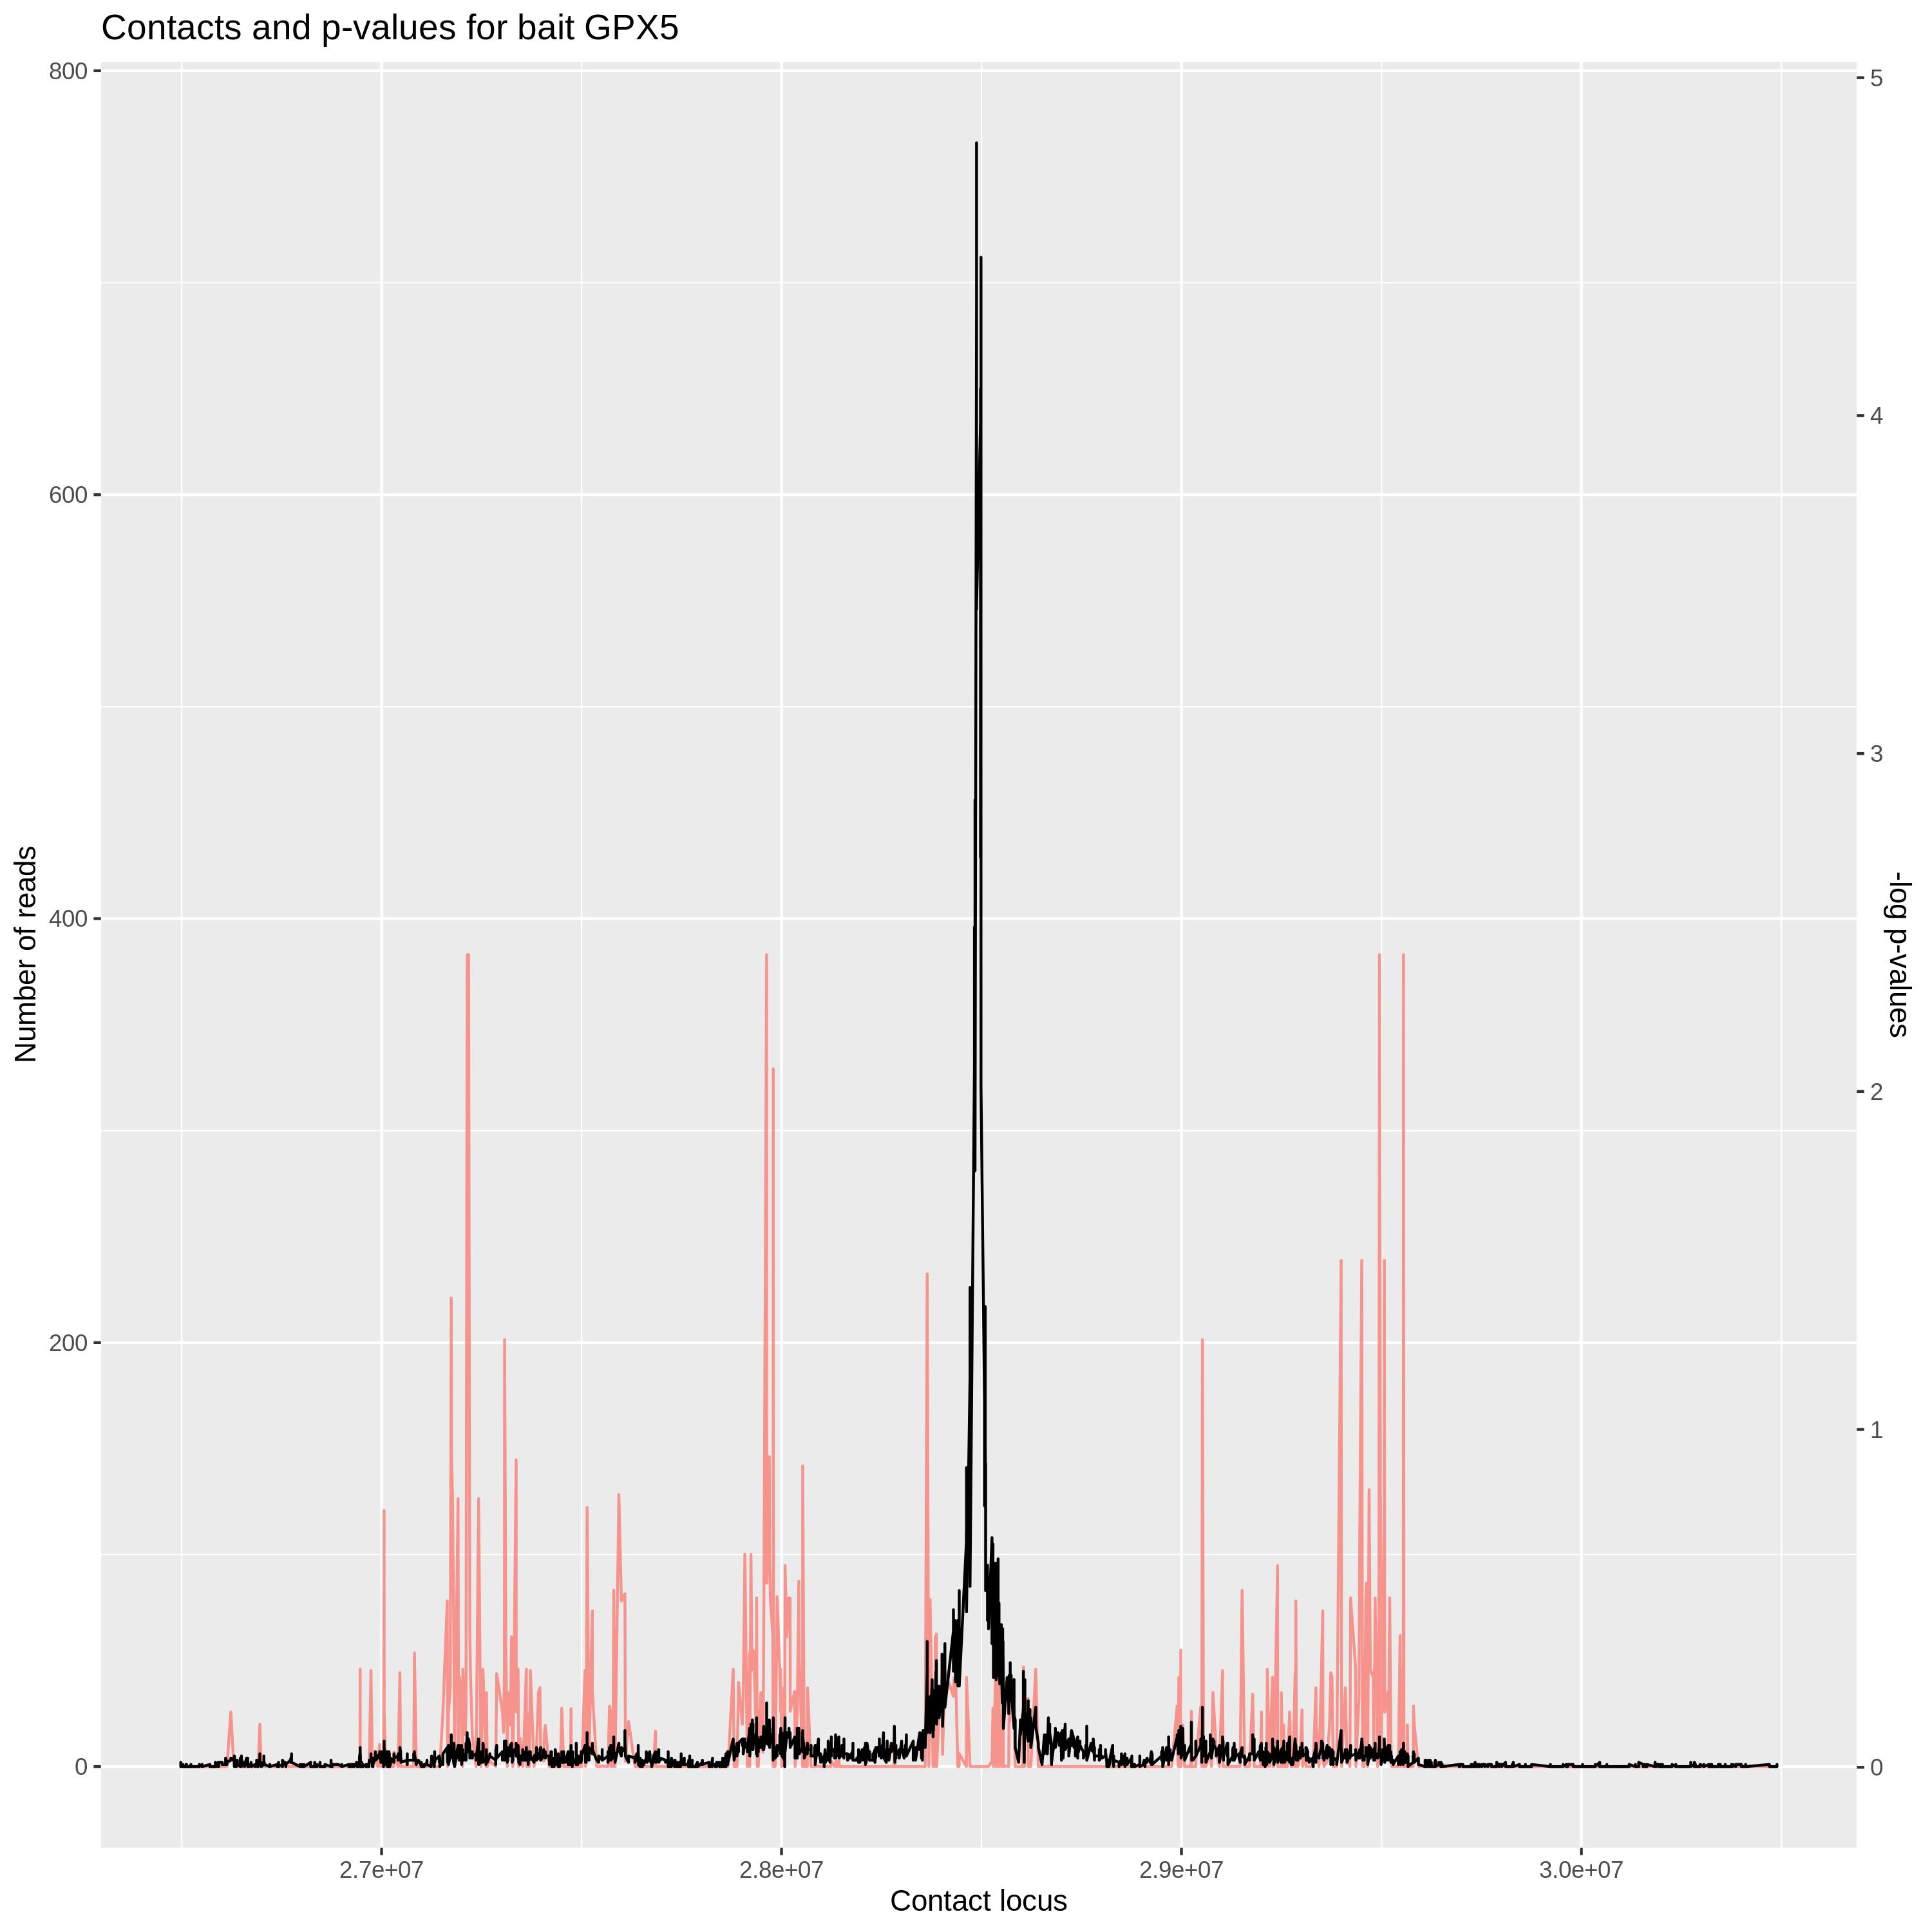 Contacts and p-values for bait GPX5
800
600
400
200
0
Number of reads
5
4
3
2
1
0
-log p-values
2.7e+07
2.8e+07
2.9e+07
3.0e+07
Contact locus